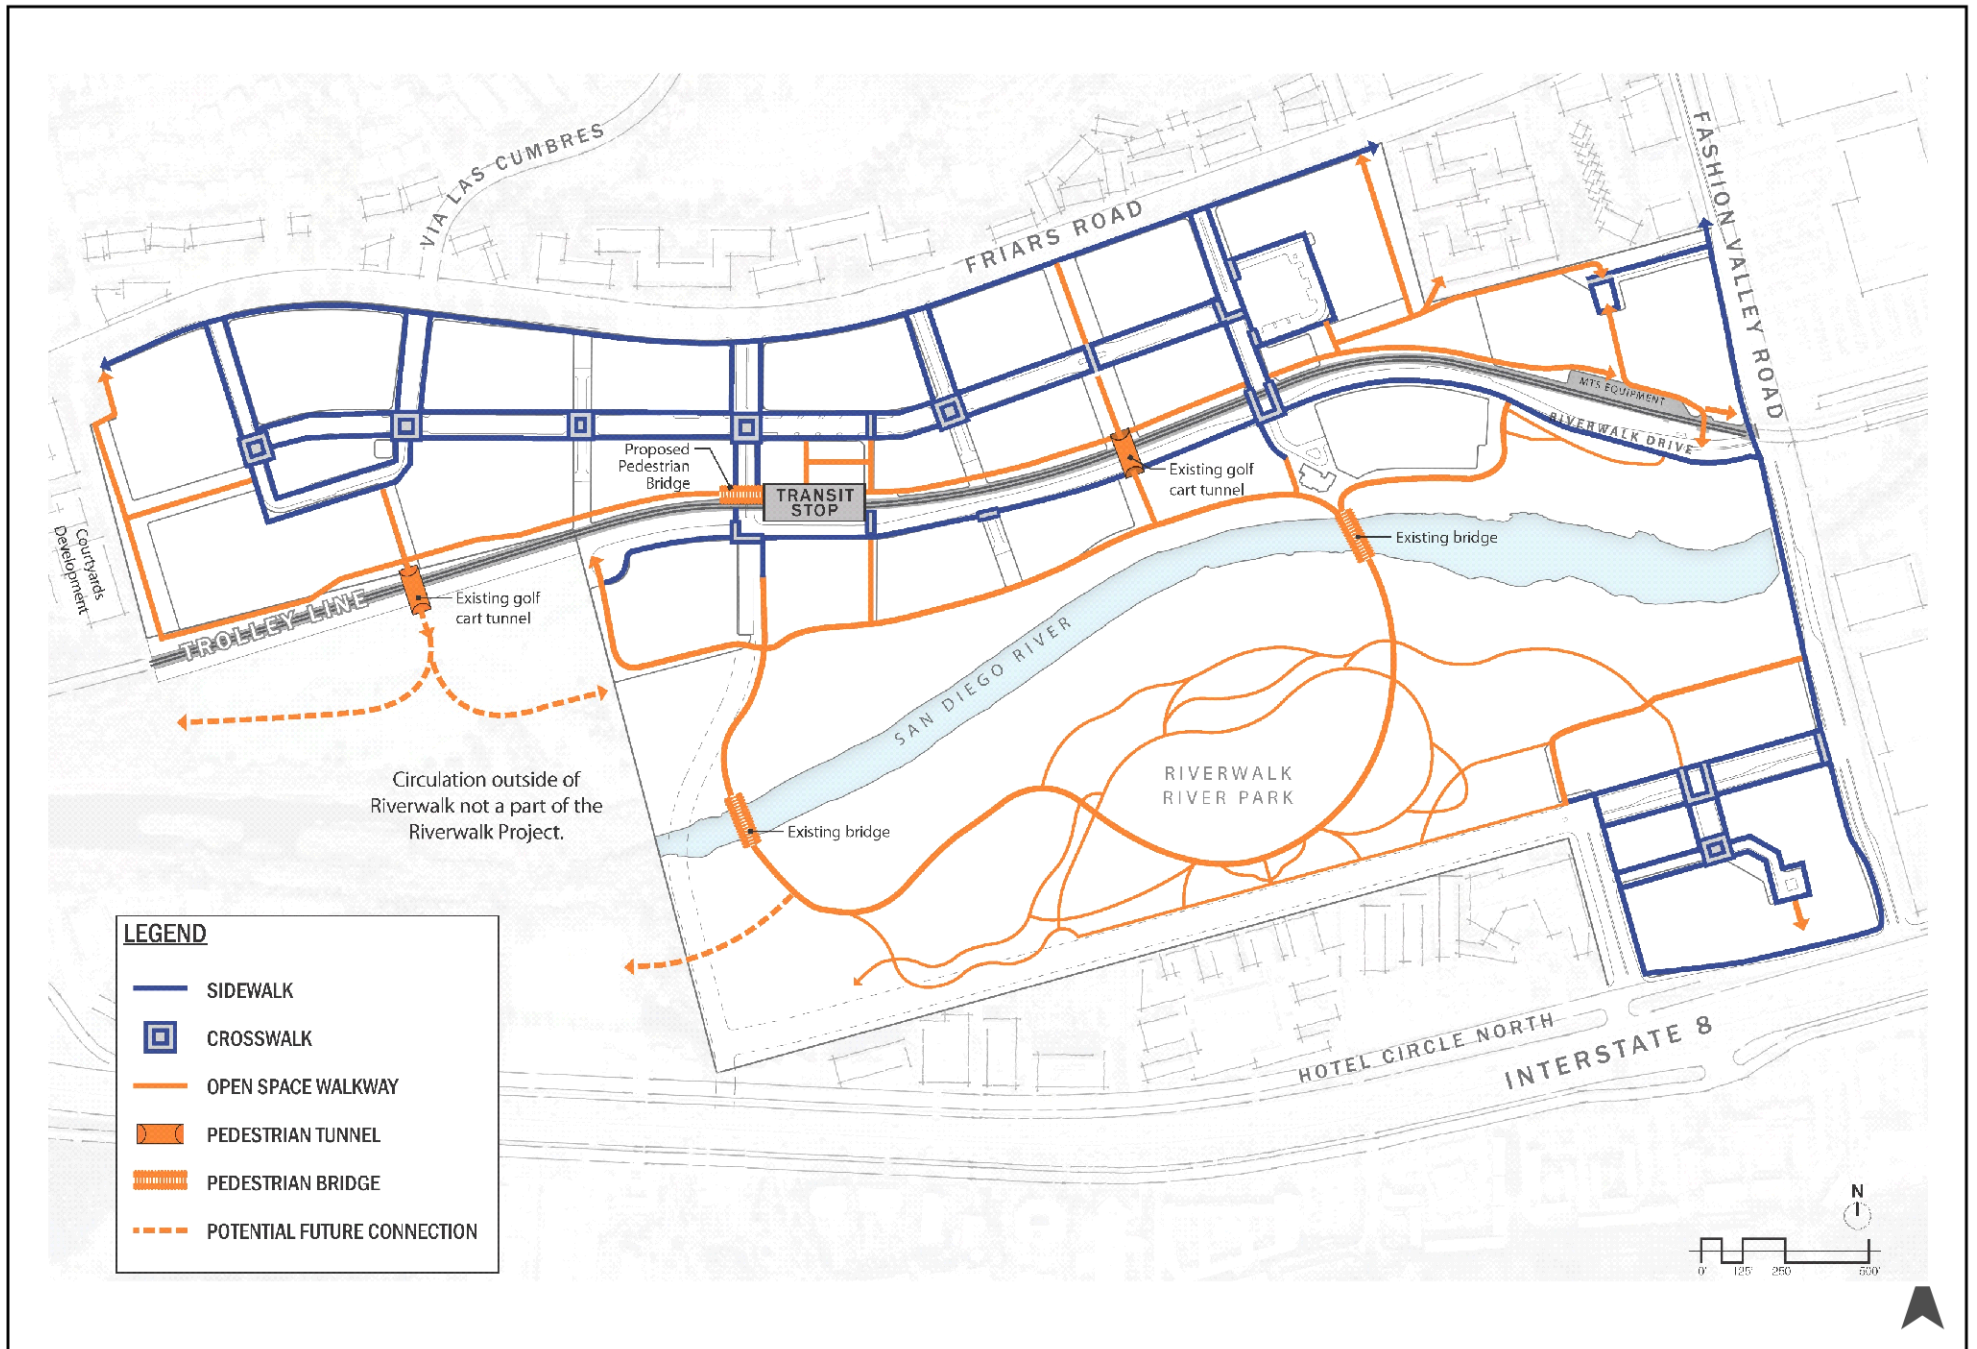 VIA LAS CUMBRES
FRIARS ROAD
FASHION VALLEY ROAD
MTS EQUIPMENT
RIVERWALK DRIVE
Proposed
Pedestrian
Bridge
TRANSIT
STOP
Existing golf
cart tunnel
Existing bridge
Courtyards
Development
TROLLEY LINE
Existing golf
cart tunnel
SAN DIEGO RIVER
Circulation outside of
Riverwalk not a part of the
Riverwalk Project.
RIVERWALK
RIVER PARK
Existing bridge
LEGEND
SIDEWALK
CROSSWALK
OPEN SPACE WALKWAY
PEDESTRIAN TUNNEL
PEDESTRIAN BRIDGE
POTENTIAL FUTURE CONNECTION
HOTEL CIRCLE NORTH
INTERSTATE 8
N
0' 125' 250 500'